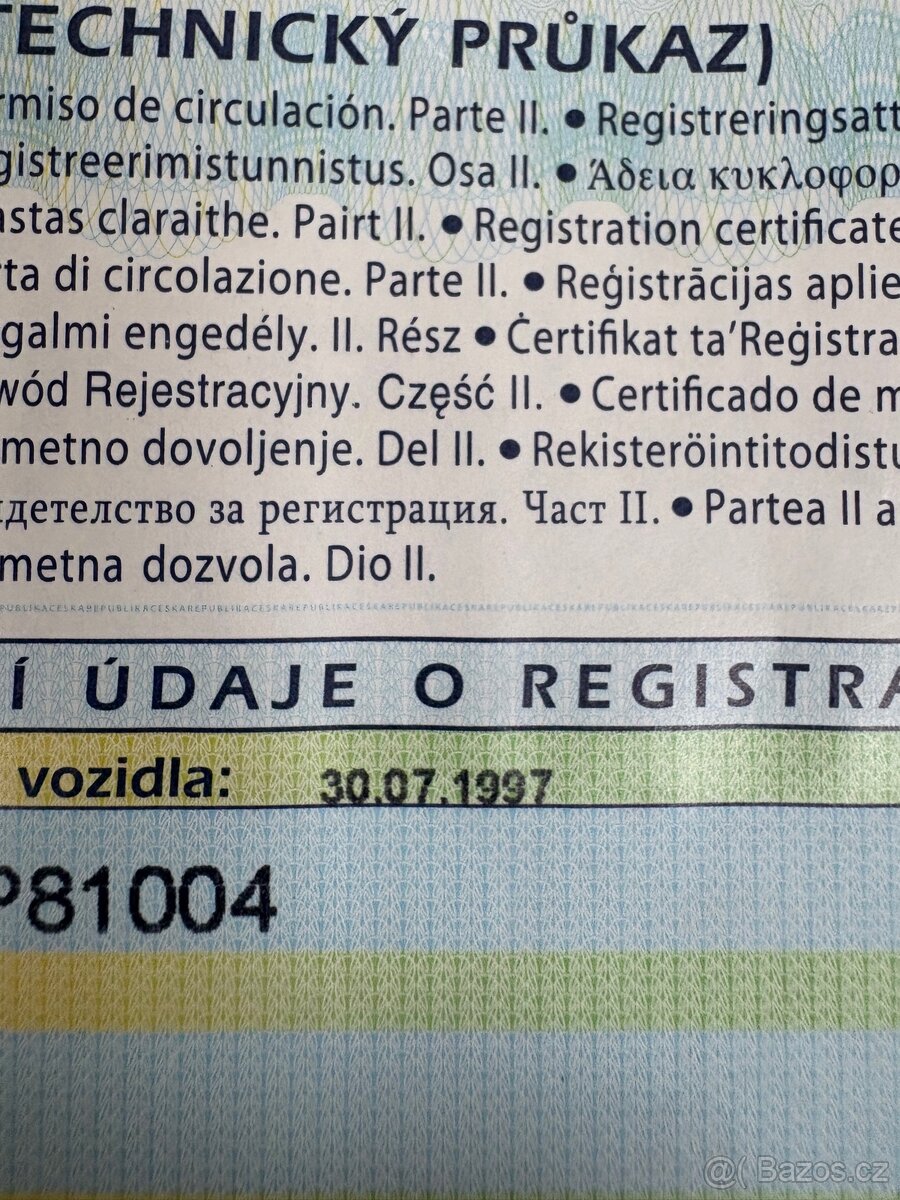 TECHNICKÝ PRŮKAZ)
rmiso de circulación. Parte II. • Registreringsatt
gistreerimistunnistus. Osa II. • Άδεια κυκλοφορ
astas claraithe. Pairt II. • Registration certificate
rta di circolazione. Parte II. • Reģistrācijas aplie
galmi engedély. II. Rész • Ċertifikat ta’Reġistra
wód Rejestracyjny. Część II. • Certificado de m
metno dovoljenje. Del II. • Rekisteröintitodistu
идетелство за регистрация. Част II. • Partea II a
metna dozvola. Dio II.
PUBLIKACESKAREPUBLIKACESKAREPUBLIKACESKAREPUBLIKACESKAREPUBLIKACESKAREPUBLIKACESKAREPUBLIKA
Í ÚDAJE O REGISTRA
vozidla: 30.07.1997
P81004
@( Bazos.cz